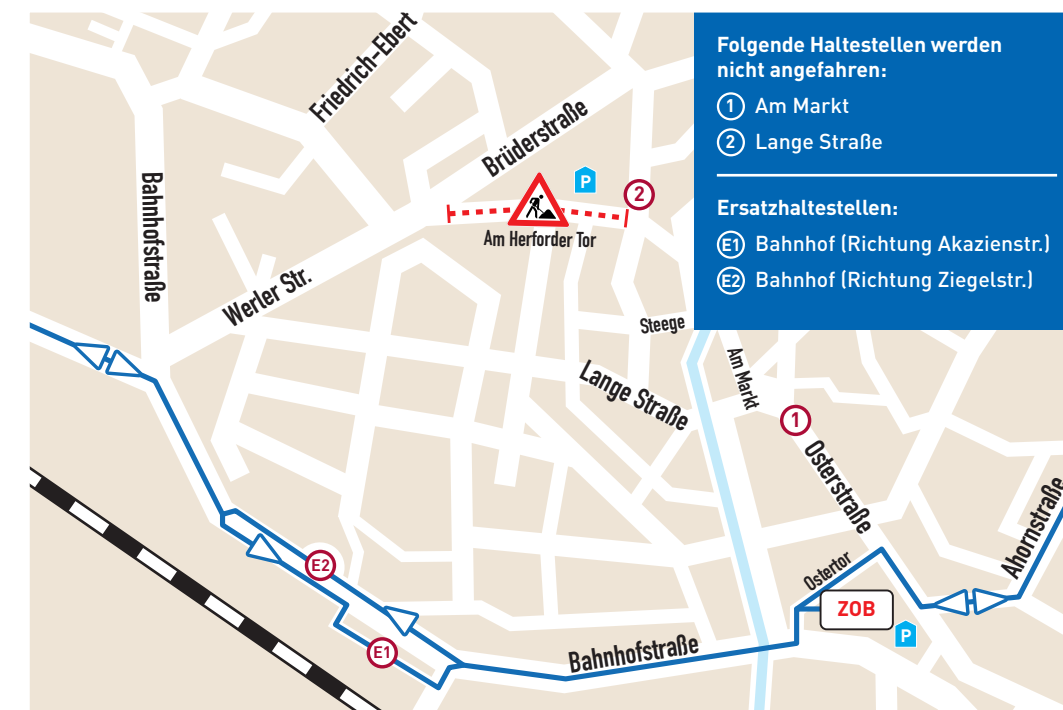 Folgende Haltestellen werden
nicht angefahren:
1 Am Markt
2 Lange Straße
Ersatzhaltestellen:
E1 Bahnhof (Richtung Akazienstr.)
E2 Bahnhof (Richtung Ziegelstr.)
Friedrich-Ebert
Brüderstraße
P
2
Bahnhofstraße
Am Herforder Tor
Werler Str.
Steege
Am Markt
Lange Straße
1
Osterstraße
Ahornstraße
E2
Ostertor
ZOB
P
E1
Bahnhofstraße